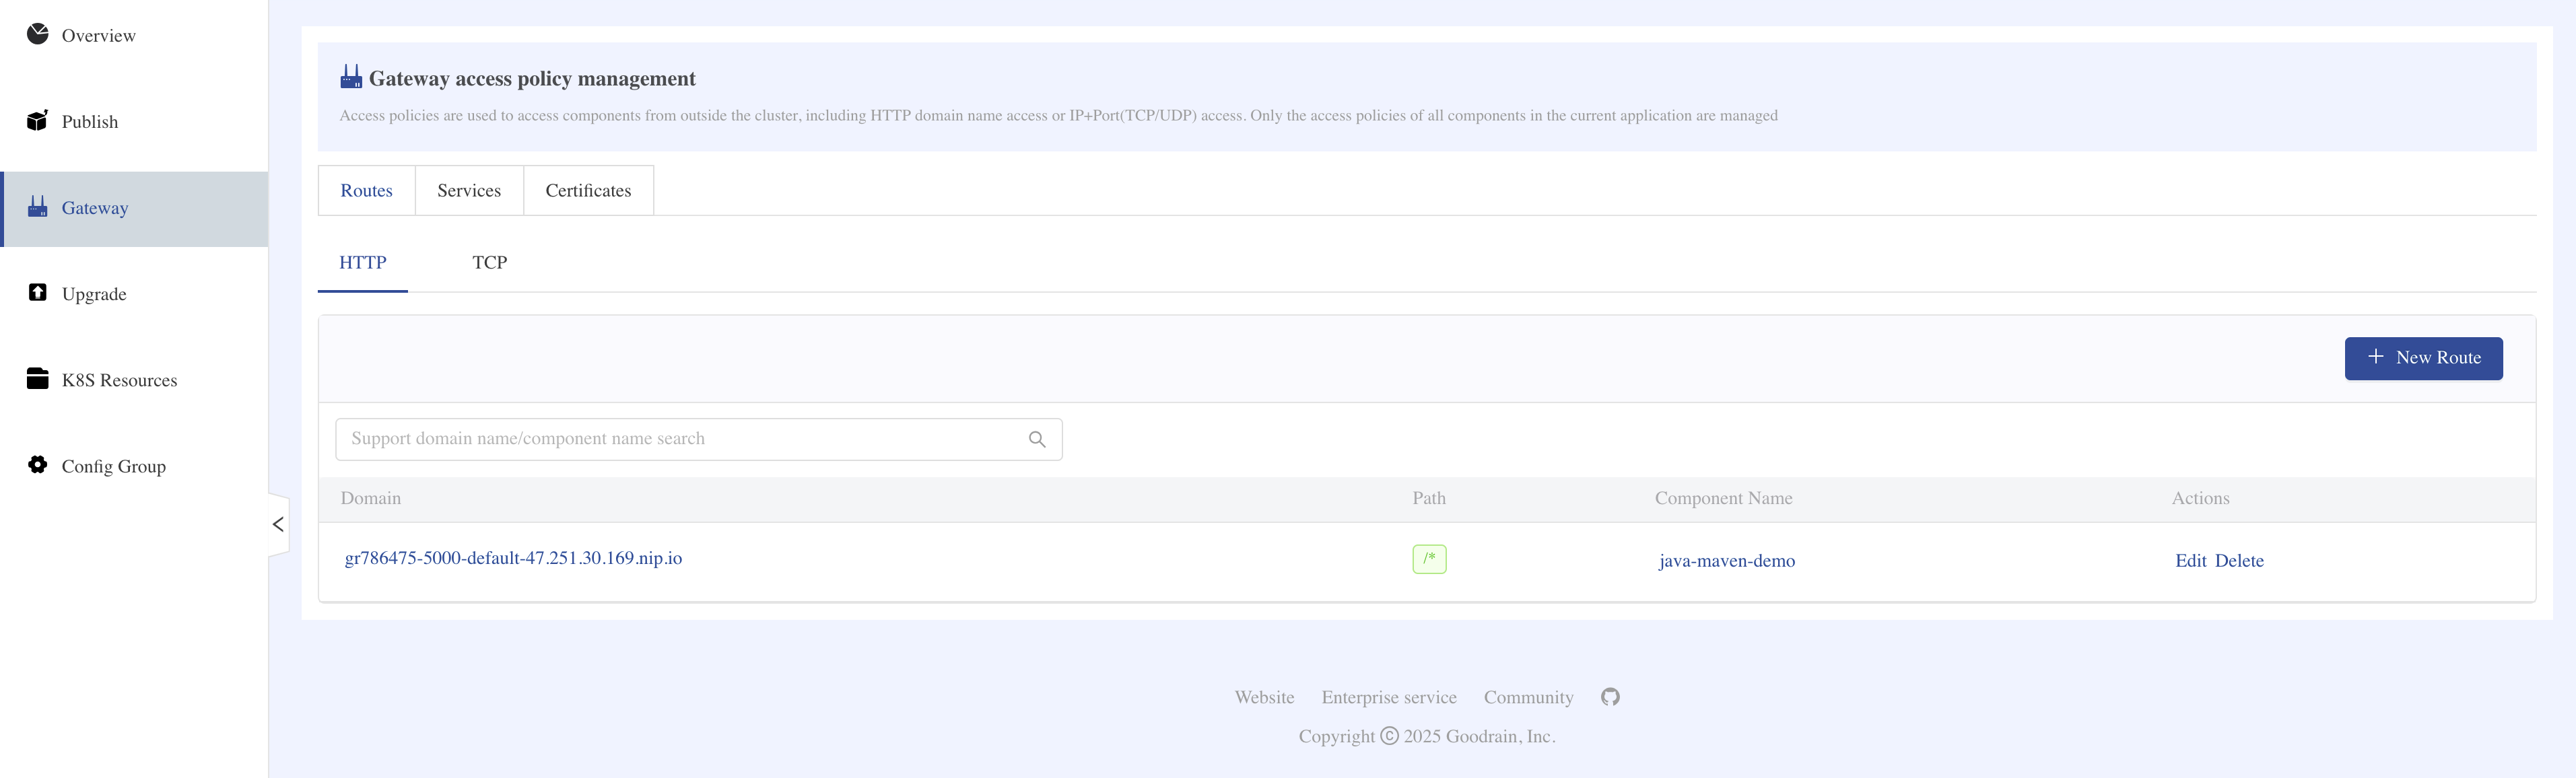 Overview
Publish
Gateway
Upgrade
K8S Resources
Config Group
Gateway access policy management
Access policies are used to access components from outside the cluster, including HTTP domain name access or IP+Port(TCP/UDP) access. Only the access policies of all components in the current application are managed
Routes Services Certificates
HTTP TCP
New Route
Support domain name/component name search
Domain Path Component Name Actions
gr786475-5000-default-47.251.30.169.nip.io /* java-maven-demo Edit Delete
Website Enterprise service Community
Copyright © 2025 Goodrain, Inc.